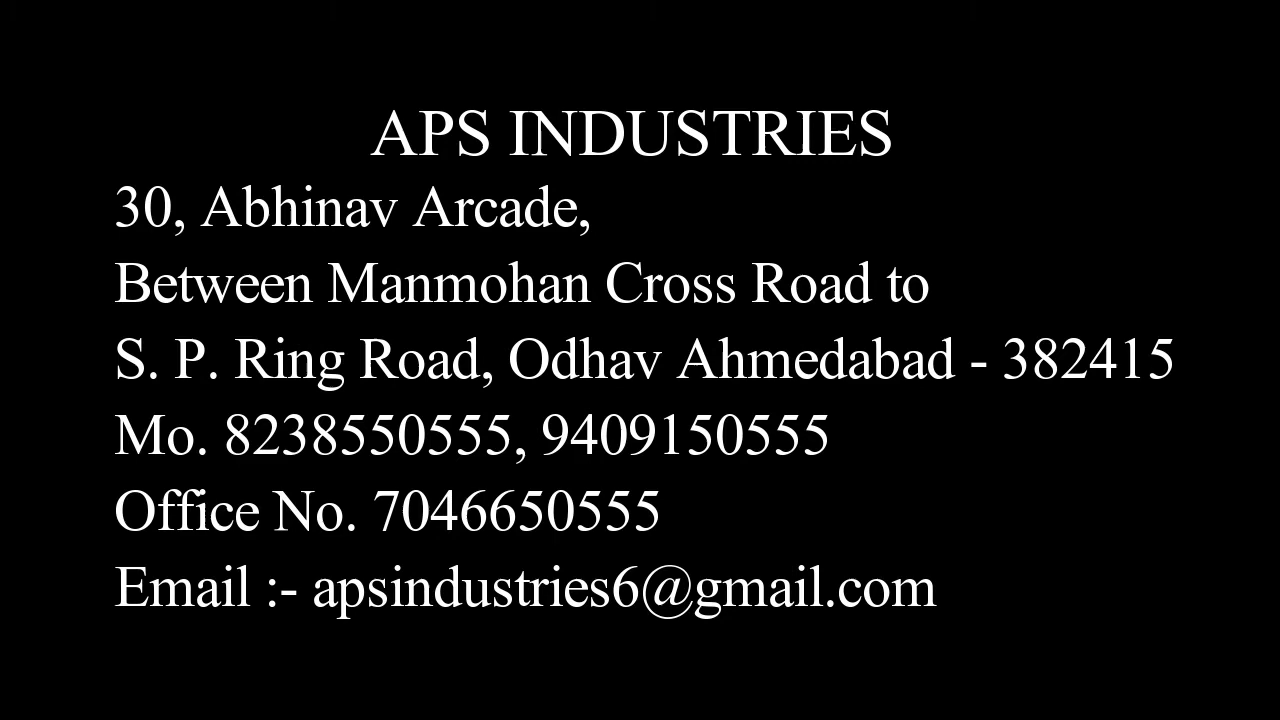 APS INDUSTRIES
30, Abhinav Arcade,
Between Manmohan Cross Road to
S. P. Ring Road, Odhav Ahmedabad - 382415
Mo. 8238550555, 9409150555
Office No. 7046650555
Email :- apsindustries6@gmail.com